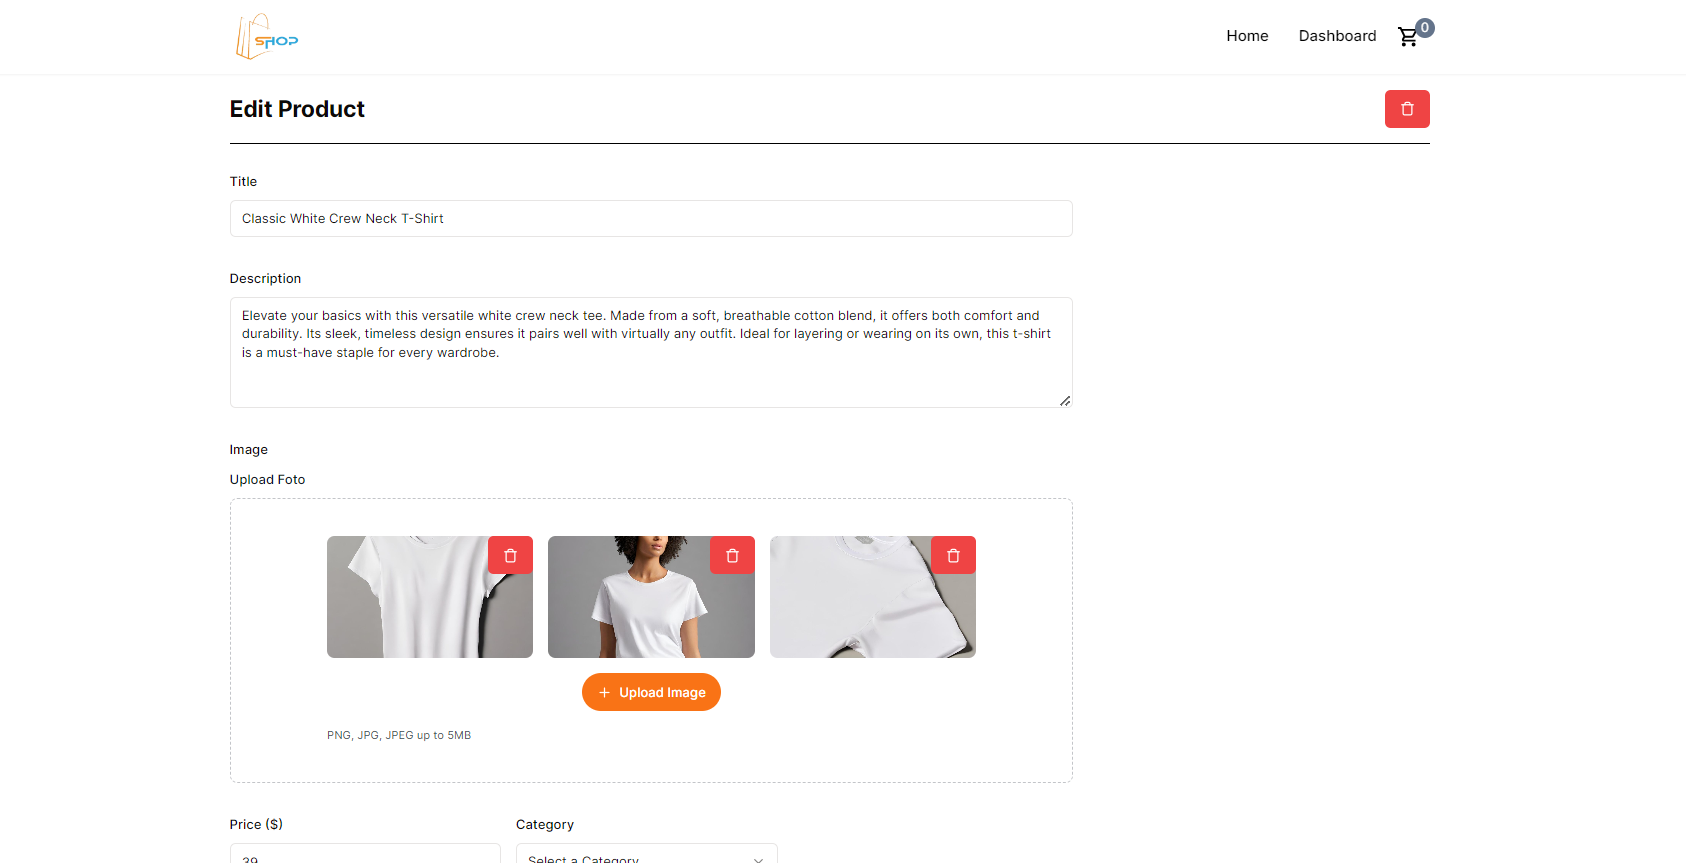 SHOP
Home
Dashboard
0
Edit Product
Title
Classic White Crew Neck T-Shirt
Description
Elevate your basics with this versatile white crew neck tee. Made from a soft, breathable cotton blend, it offers both comfort and
durability. Its sleek, timeless design ensures it pairs well with virtually any outfit. Ideal for layering or wearing on its own, this t-shirt
is a must-have staple for every wardrobe.
Image
Upload Foto
Upload Image
PNG, JPG, JPEG up to 5MB
Price ($)
Category
39
Select a Category